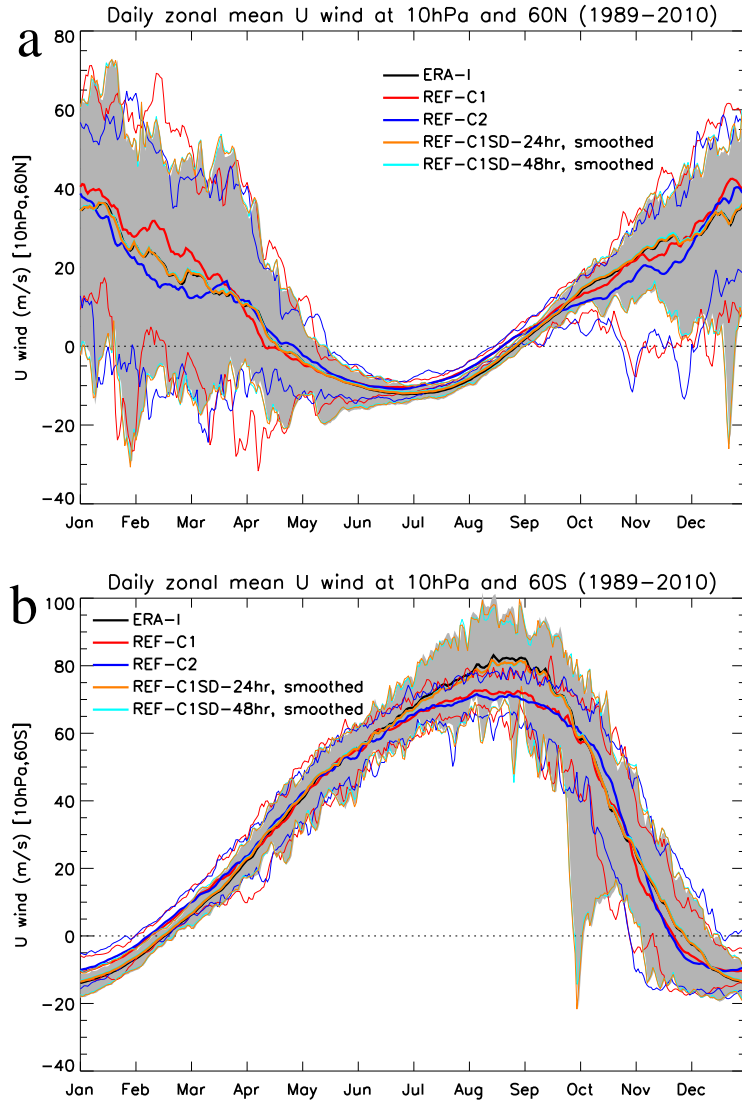 a
Daily zonal mean U wind at 10hPa and 60N (1989−2010)
80
60
40
20
0
−20
−40
U wind (m/s) [10hPa,60N]
ERA−I
REF−C1
REF−C2
REF−C1SD−24hr, smoothed
REF−C1SD−48hr, smoothed
Jan Feb Mar Apr May Jun Jul Aug Sep Oct Nov Dec
b
Daily zonal mean U wind at 10hPa and 60S (1989−2010)
100
80
60
40
20
0
−20
−40
U wind (m/s) [10hPa,60S]
ERA−I
REF−C1
REF−C2
REF−C1SD−24hr, smoothed
REF−C1SD−48hr, smoothed
Jan Feb Mar Apr May Jun Jul Aug Sep Oct Nov Dec